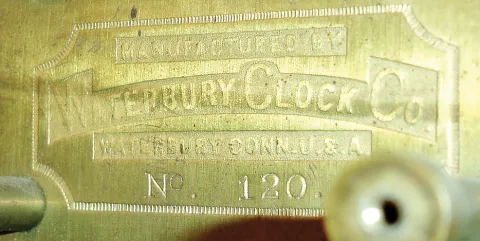 MANUFACTURED BY
WATERBURY CLOCK CO.
WATERBURY CONN. U.S.A.
NO. 120.